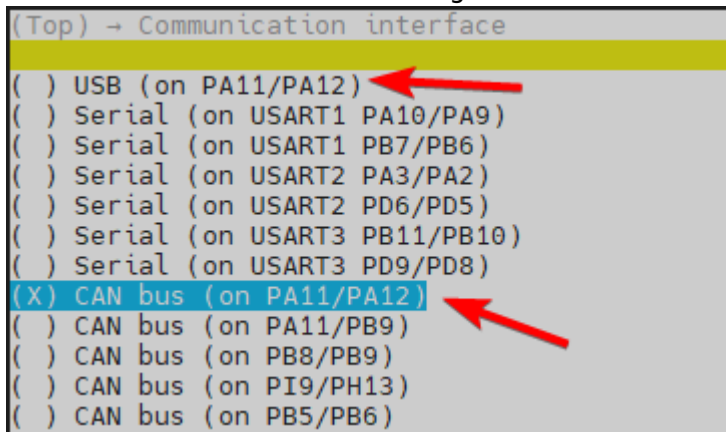 (Top) → Communication interface
( ) USB (on PA11/PA12)
( ) Serial (on USART1 PA10/PA9)
( ) Serial (on USART1 PB7/PB6)
( ) Serial (on USART2 PA3/PA2)
( ) Serial (on USART2 PD6/PD5)
( ) Serial (on USART3 PB11/PB10)
( ) Serial (on USART3 PD9/PD8)
(X) CAN bus (on PA11/PA12)
( ) CAN bus (on PA11/PB9)
( ) CAN bus (on PB8/PB9)
( ) CAN bus (on PI9/PH13)
( ) CAN bus (on PB5/PB6)